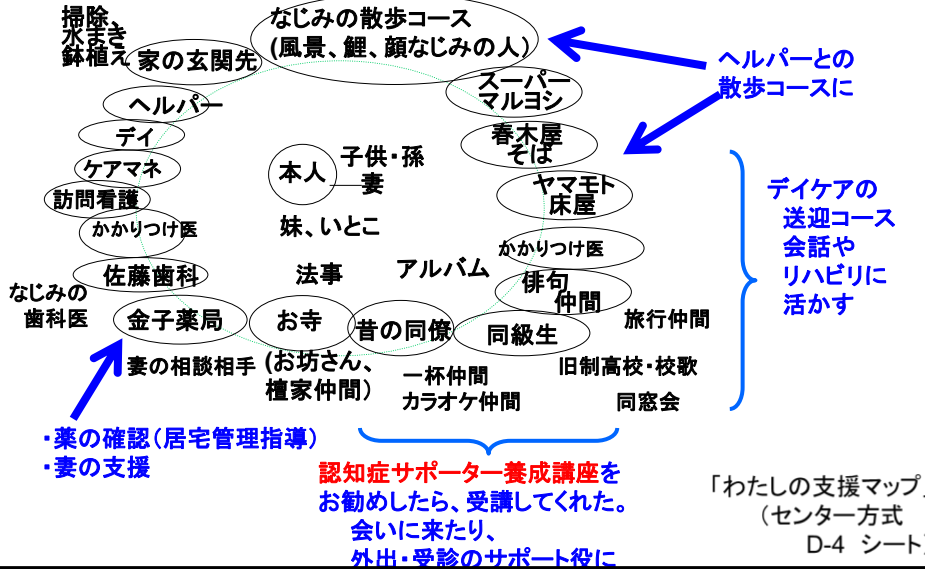 掃除、
水まき
鉢植え
家の玄関先
なじみの散歩コース
(風景、鯉、顔なじみの人)
ヘルパーとの
散歩コースに
スーパー
マルヨシ
ヘルパー
春木屋
そば
デイ
ケアマネ
本人
子供・孫
妻
ヤマモト
床屋
デイケアの
送迎コース
会話や
リハビリに
活かす
訪問看護
かかりつけ医
妹、いとこ
かかりつけ医
佐藤歯科
なじみの
歯科医
法事
アルバム
俳句
仲間
金子薬局
お寺
昔の同僚
同級生
旅行仲間
妻の相談相手
(お坊さん、
檀家仲間)
一杯仲間
カラオケ仲間
旧制高校・校歌
同窓会
・薬の確認(居宅管理指導)
・妻の支援
認知症サポーター養成講座を
お勧めしたら、受講してくれた。
会いに来たり、
外出・受診のサポート役に
「わたしの支援マップ」
(センター方式
D-4 シート)